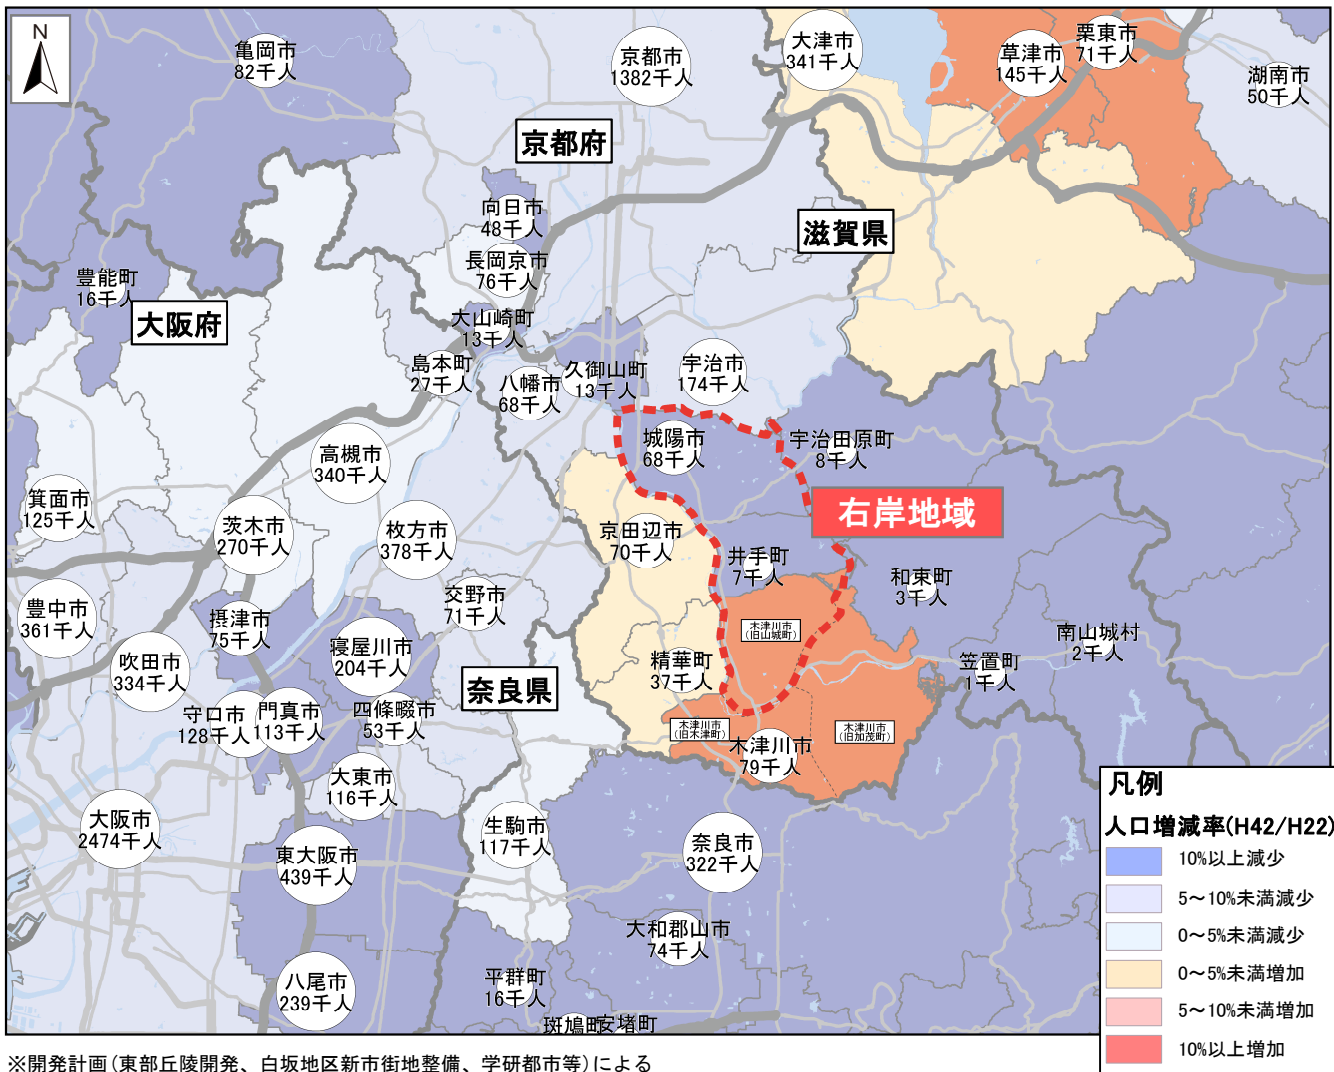 N
亀岡市
82千人
京都市
1382千人
大津市
341千人
草津市
145千人
栗東市
71千人
湖南市
50千人
京都府
向日市
48千人
滋賀県
長岡京市
76千人
豊能町
16千人
大阪府
大山崎町
13千人
島本町
27千人
八幡市
68千人
久御山町
13千人
宇治市
174千人
高槻市
340千人
城陽市
68千人
宇治田原町
8千人
箕面市
125千人
茨木市
270千人
枚方市
378千人
京田辺市
70千人
右岸地域
井手町
7千人
和東町
3千人
豊中市
361千人
摂津市
75千人
交野市
71千人
寝屋川市
204千人
吹田市
334千人
木津川市
(旧山城町)
南山城村
2千人
笠置町
1千人
精華町
37千人
奈良県
守口市
128千人
門真市
113千人
四條畷市
53千人
木津川市
(旧木津町)
木津川市
(旧加茂町)
木津川市
79千人
大東市
116千人
大阪市
2474千人
生駒市
117千人
奈良市
322千人
東大阪市
439千人
大和郡山市
74千人
八尾市
239千人
平群町
16千人
斑鳩町
安堵町
凡例
人口増減率(H42/H22)
10%以上減少
5～10%未満減少
0～5%未満減少
0～5%未満増加
5～10%未満増加
10%以上増加
※開発計画(東部丘陵開発、白坂地区新市街地整備、学研都市等)による